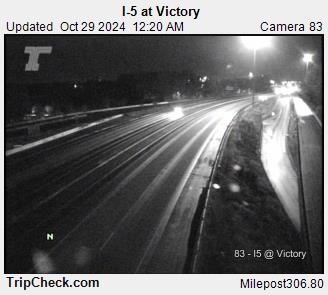 I-5 at Victory
Updated Oct 29 2024 12:20 AM Camera 83
T
N
83 - I5 @ Victory
TripCheck.com Milepost306.80